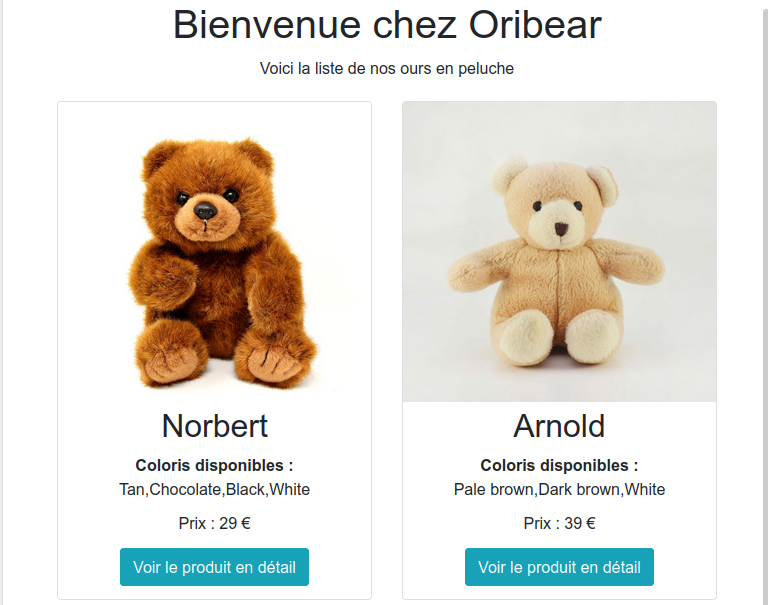 Bienvenue chez Oribear
Voici la liste de nos ours en peluche
Norbert
Coloris disponibles :
Tan,Chocolate,Black,White
Prix : 29 €
Voir le produit en détail
Arnold
Coloris disponibles :
Pale brown,Dark brown,White
Prix : 39 €
Voir le produit en détail